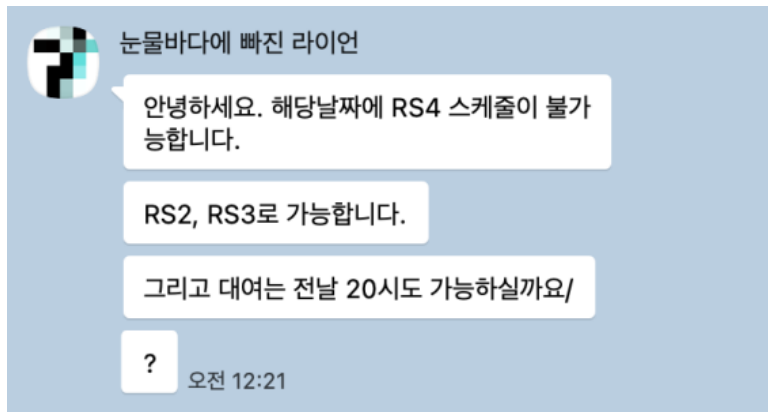 눈물바다에 빠진 라이언
안녕하세요. 해당날짜에 RS4 스케줄이 불가
능합니다.
RS2, RS3로 가능합니다.
그리고 대여는 전날 20시도 가능하실까요/
?
오전 12:21